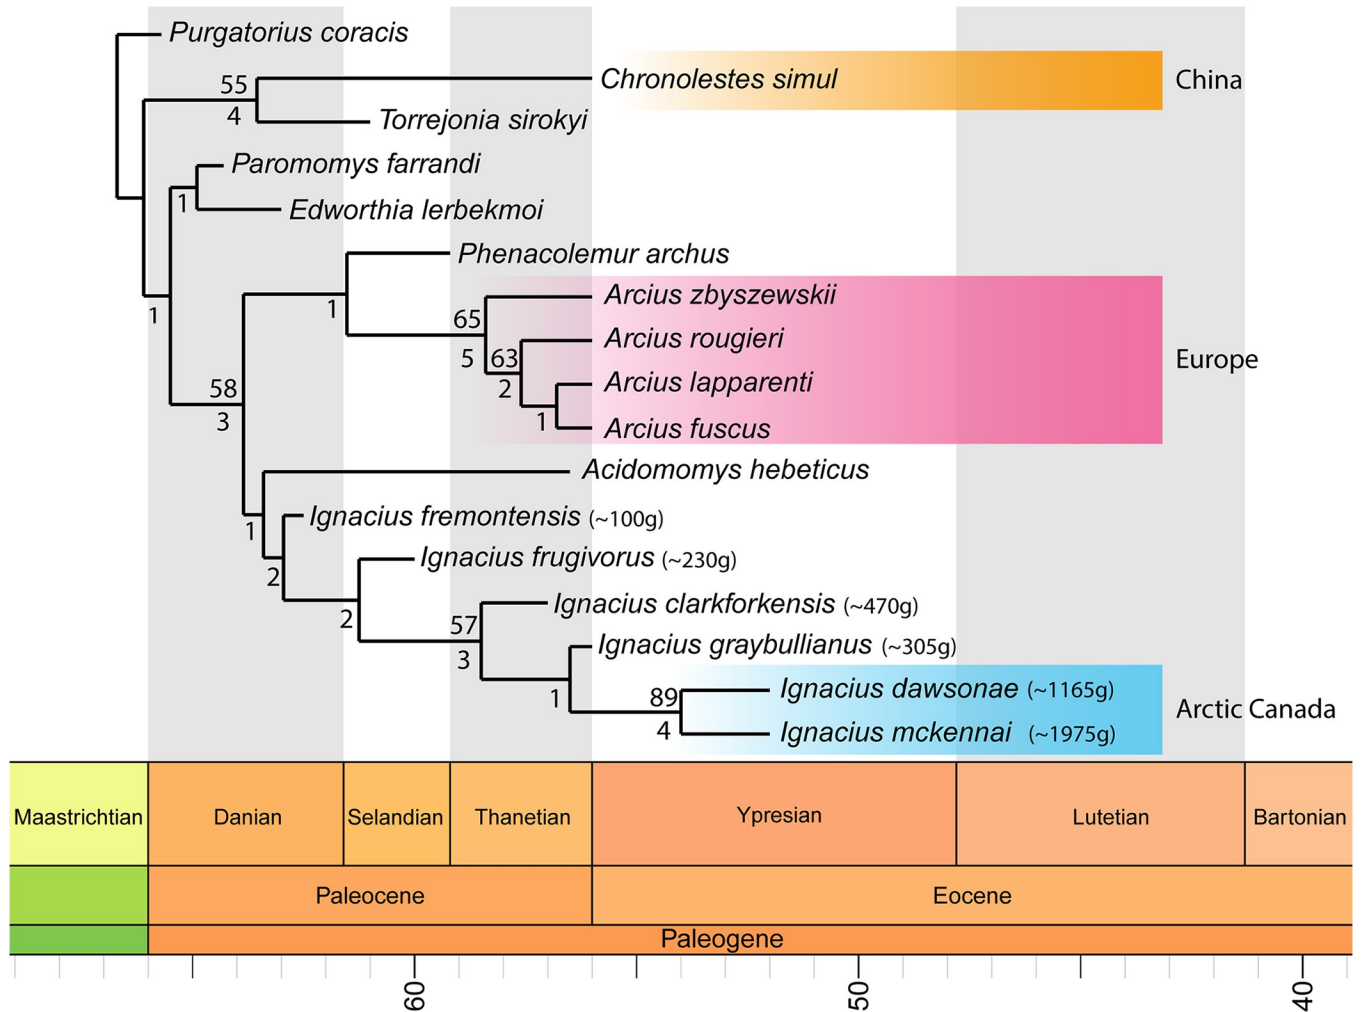 Purgatorius coracis
55
Chronolestes simul
China
4
Torrejonia sirokyi
Paromomys farrandi
1
Edworthia lerbekmoi
Phenacolemur archus
Arcius zbyszewskii
1
1
65
Arcius rougieri
5
63
Europe
2
Arcius lapparenti
58
3
1
Arcius fuscus
Acidomomys hebeticus
1
Ignacius fremontensis (~100g)
Ignacius frugivorus (~230g)
2
Ignacius clarkforkensis (~470g)
2
57
Ignacius graybullianus (~305g)
3
1
89
Ignacius dawsonae (~1165g)
Arctic Canada
4
Ignacius mckennai (~1975g)
Maastrichtian Danian Selandian Thanetian Ypresian Lutetian Bartonian
Paleocene Eocene
Paleogene
60 50 40